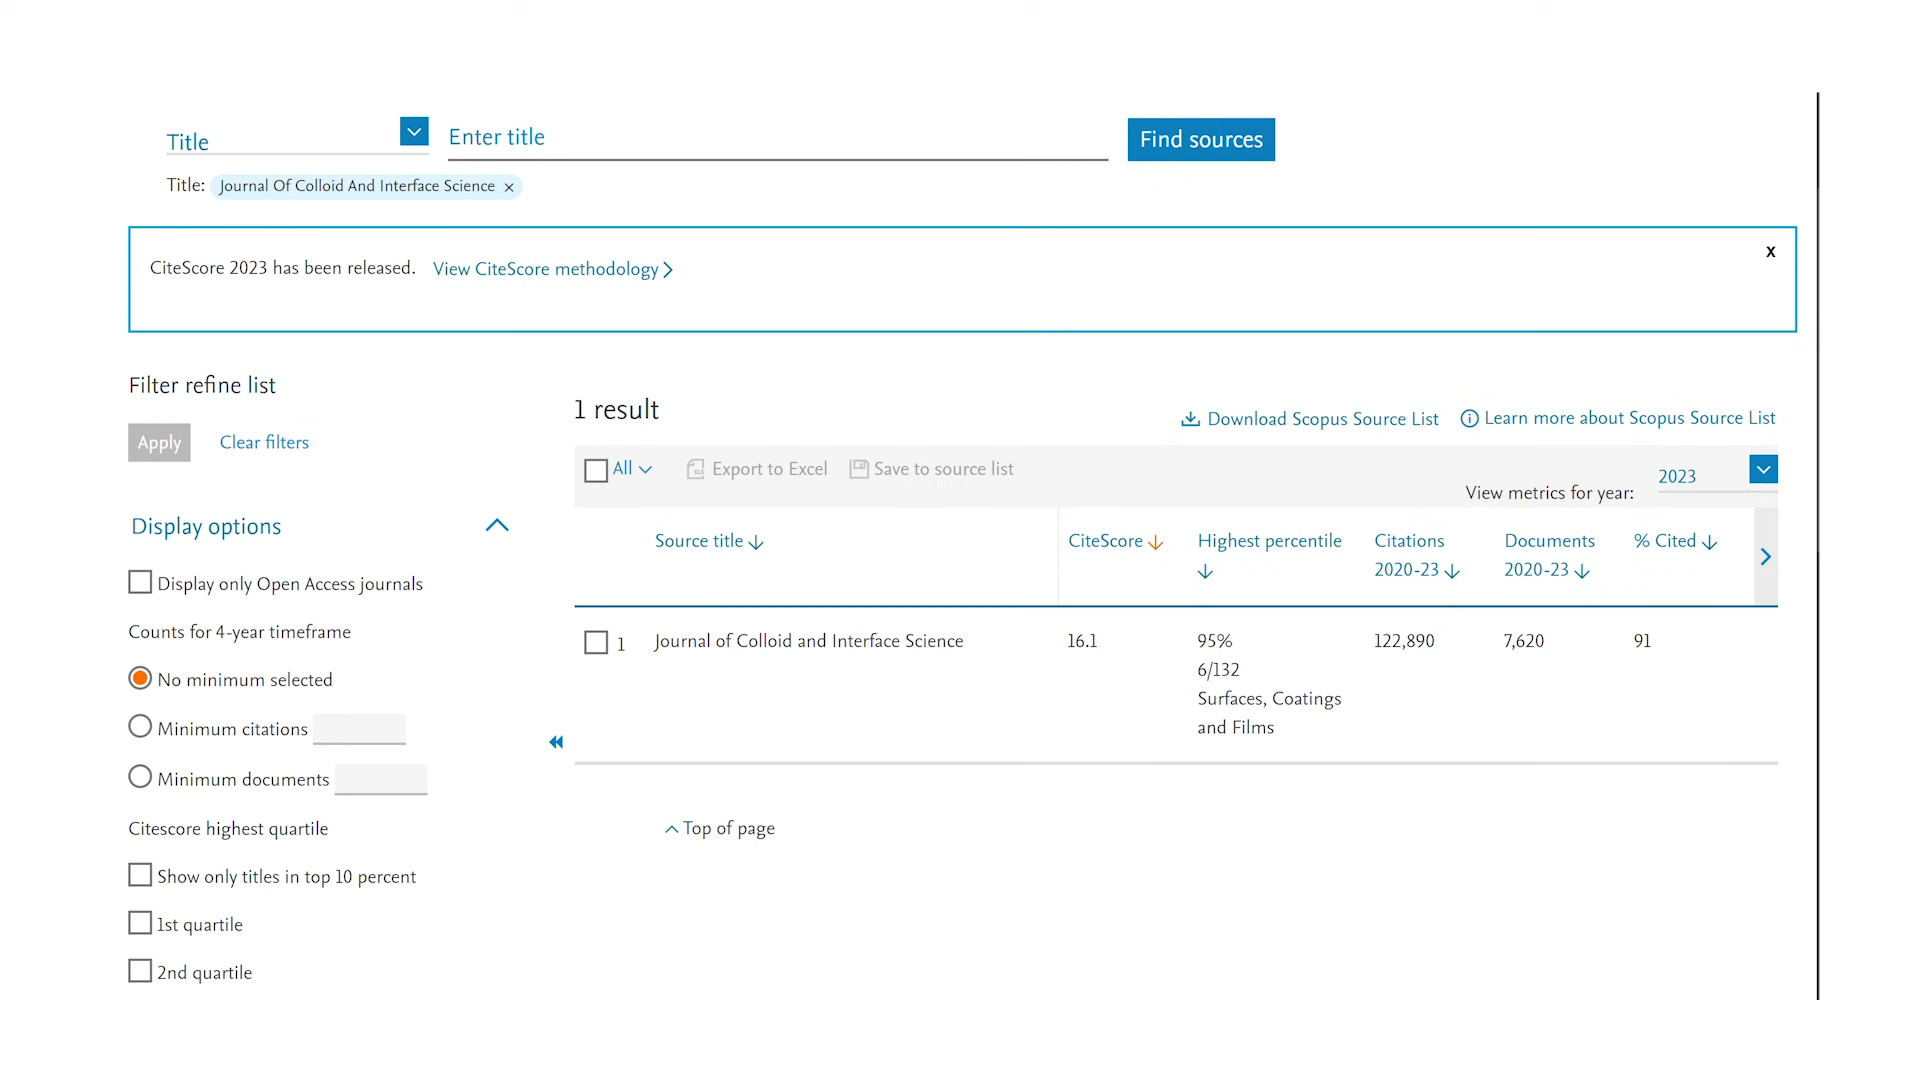 Title
Enter title
Find sources
Title: Journal Of Colloid And Interface Science x
CiteScore 2023 has been released. View CiteScore methodology
x
Filter refine list
Apply
Clear filters
Display options
Display only Open Access journals
Counts for 4-year timeframe
No minimum selected
Minimum citations
Minimum documents
Citescore highest quartile
Show only titles in top 10 percent
1st quartile
2nd quartile
1 result
Download Scopus Source List
Learn more about Scopus Source List
All
Export to Excel
Save to source list
View metrics for year:
2023
Source title
CiteScore
Highest percentile
Citations
2020-23
Documents
2020-23
% Cited
1
Journal of Colloid and Interface Science
16.1
95%
6/132
Surfaces, Coatings
and Films
122,890
7,620
91
Top of page